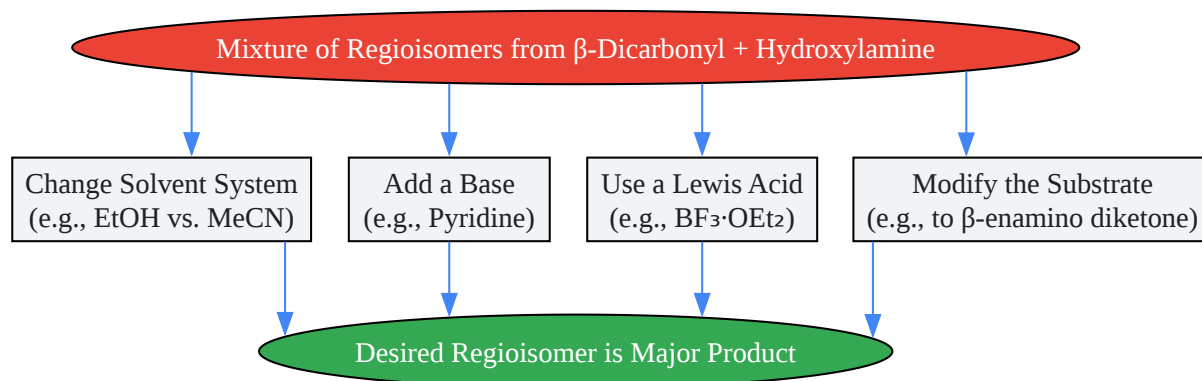 Mixture of Regioisomers from β-Dicarbonyl + Hydroxylamine
Change Solvent System
(e.g., EtOH vs. MeCN)
Add a Base
(e.g., Pyridine)
Use a Lewis Acid
(e.g., BF₃·OEt₂)
Modify the Substrate
(e.g., to β-enamino diketone)
Desired Regioisomer is Major Product